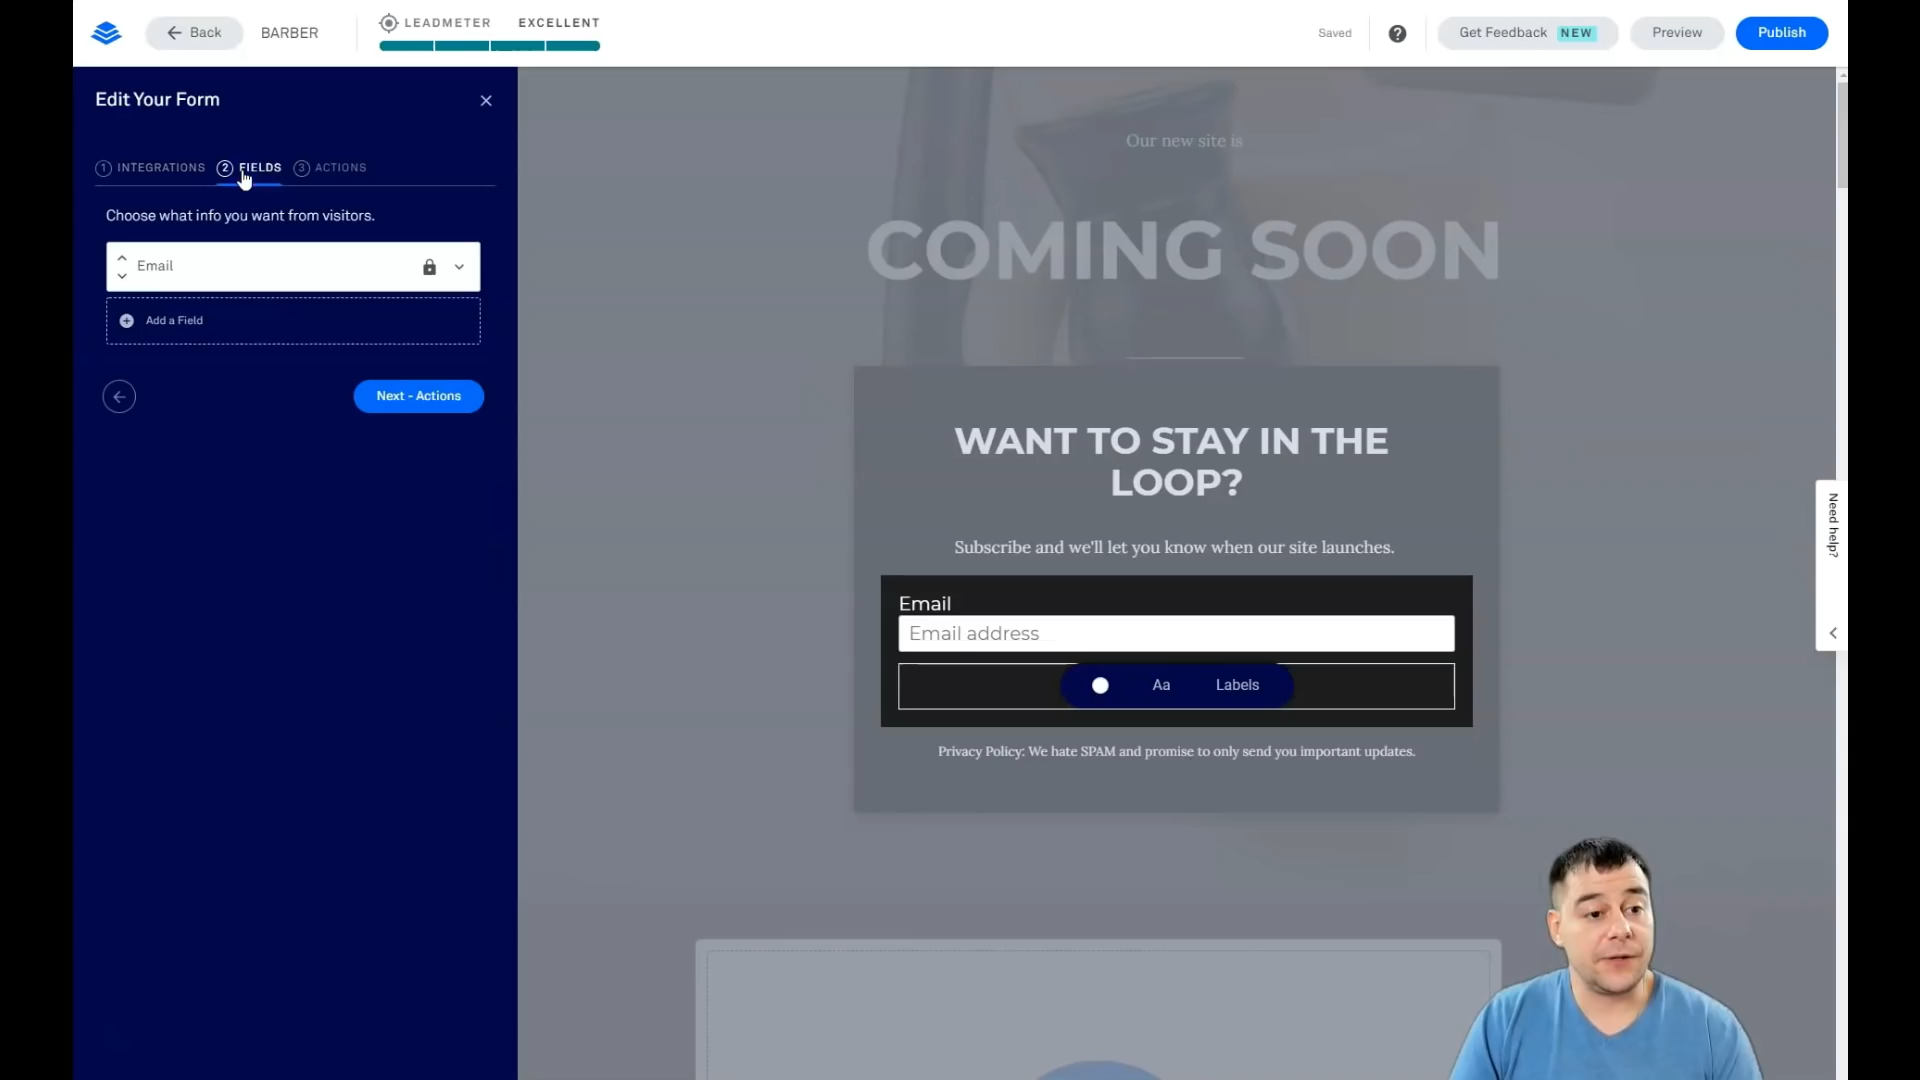 Back
BARBER
LEADMETER EXCELLENT
Saved
?
Get Feedback NEW
Preview
Publish
Edit Your Form
1 INTEGRATIONS 2 FIELDS 3 ACTIONS
Choose what info you want from visitors.
Email
Add a Field
Next - Actions
Our new site is
COMING SOON
WANT TO STAY IN THE
LOOP?
Subscribe and we'll let you know when our site launches.
Email
Email address
Aa Labels
Privacy Policy: We hate SPAM and promise to only send you important updates.
Need help?